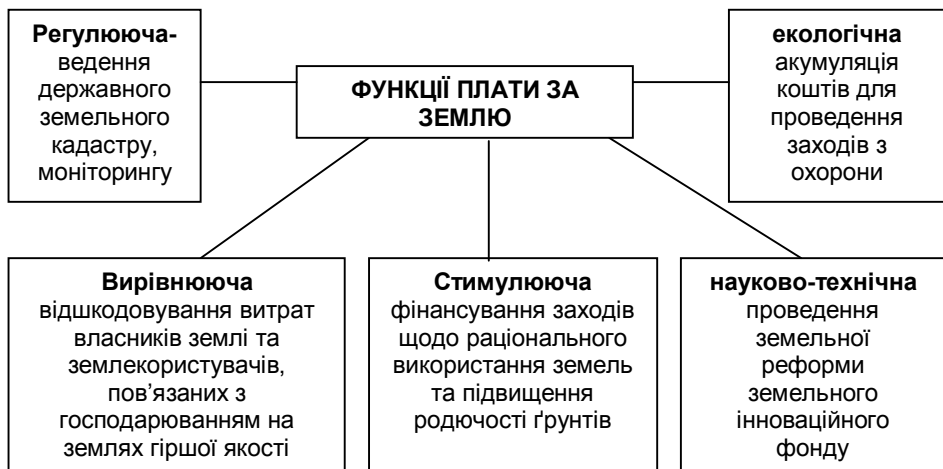 Регулююча-
ведення
державного
земельного
кадастру,
моніторингу
ФУНКЦІЇ ПЛАТИ ЗА
ЗЕМЛЮ
екологічна
акумуляція
коштів для
проведення
заходів з
охорони
Вирівнююча
відшкодовування витрат
власників землі та
землекористувачів,
пов’язаних з
господарюванням на
землях гіршої якості
Стимулююча
фінансування заходів
щодо раціонального
використання земель
та підвищення
родючості ґрунтів
науково-технічна
проведення
земельної
реформи
земельного
інноваційного
фонду